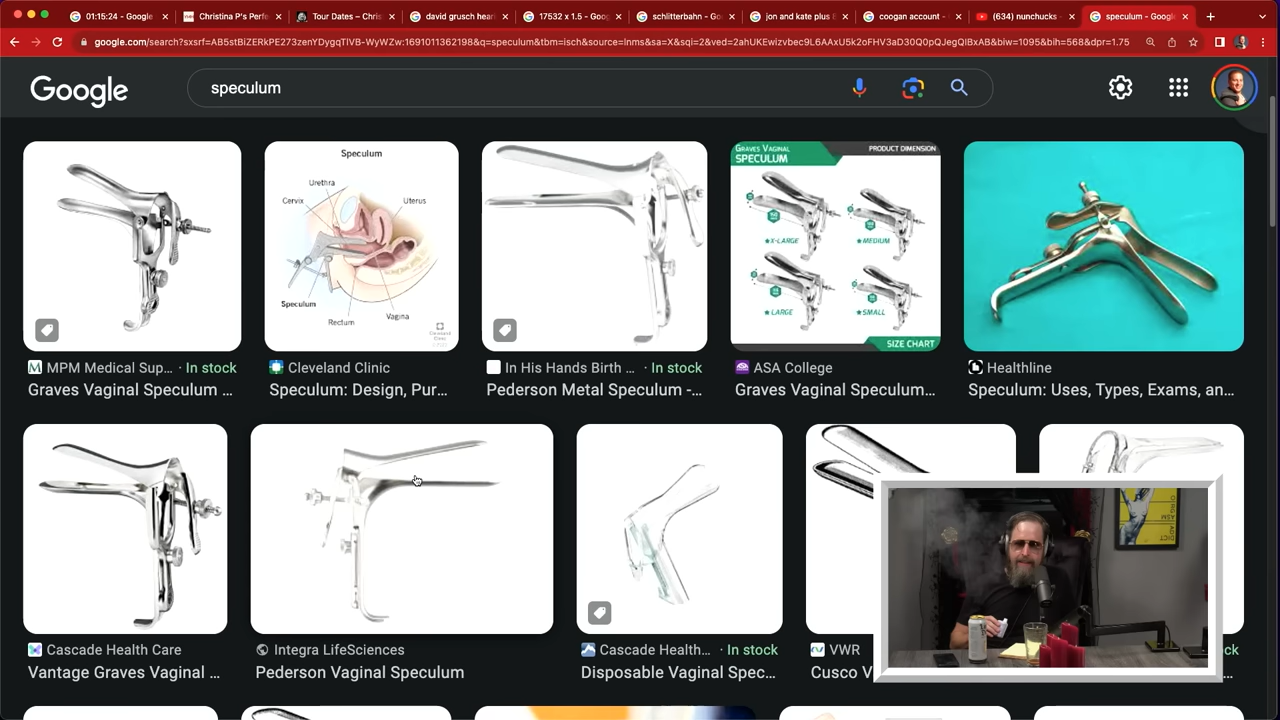 01:15:24 - Google
Christina P's Perfe
Tour Dates – Chris
david grusch hear
17532 x 1.5 - Goog
schlitterbahn - Go
jon and kate plus 8
coogan account -
(634) nunchucks -
speculum - Google
google.com/search?sxsrf=AB5stBiZERkPE273zenYDygqTIVB-WyWZw:1691011362198&q=speculum&tbm=isch&source=lnms&sa=X&sqi=2&ved=2ahUKEwizvbec9L6AAxU5k2oFHV3aD30Q0pQJegQIBxAB&biw=1095&bih=568&dpr=1.75
Google
speculum
Speculum
Urethra
Cervix
Uterus
Speculum
Rectum
Vagina
Cleveland Clinic
GRAVES VAGINAL
SPECULUM
PRODUCT DIMENSION
X-LARGE
MEDIUM
LARGE
SMALL
SIZE CHART
MPM Medical Sup... · In stock
Graves Vaginal Speculum ...
Cleveland Clinic
Speculum: Design, Pur...
In His Hands Birth ... · In stock
Pederson Metal Speculum -...
ASA College
Graves Vaginal Speculum...
Healthline
Speculum: Uses, Types, Exams, an...
Cascade Health Care
Vantage Graves Vaginal ...
Integra LifeSciences
Pederson Vaginal Speculum
Cascade Health... · In stock
Disposable Vaginal Spec...
VWR
Cusco V